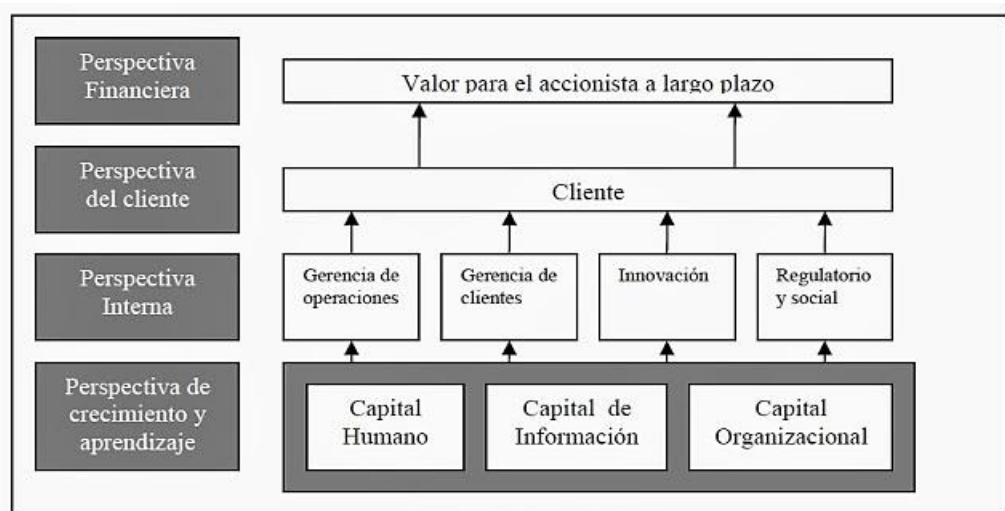 Perspectiva
Financiera
Valor para el accionista a largo plazo
Perspectiva
del cliente
Cliente
Perspectiva
Interna
Gerencia de
operaciones
Gerencia de
clientes
Innovación
Regulatorio
y social
Perspectiva de
crecimiento y
aprendizaje
Capital
Humano
Capital de
Información
Capital
Organizacional